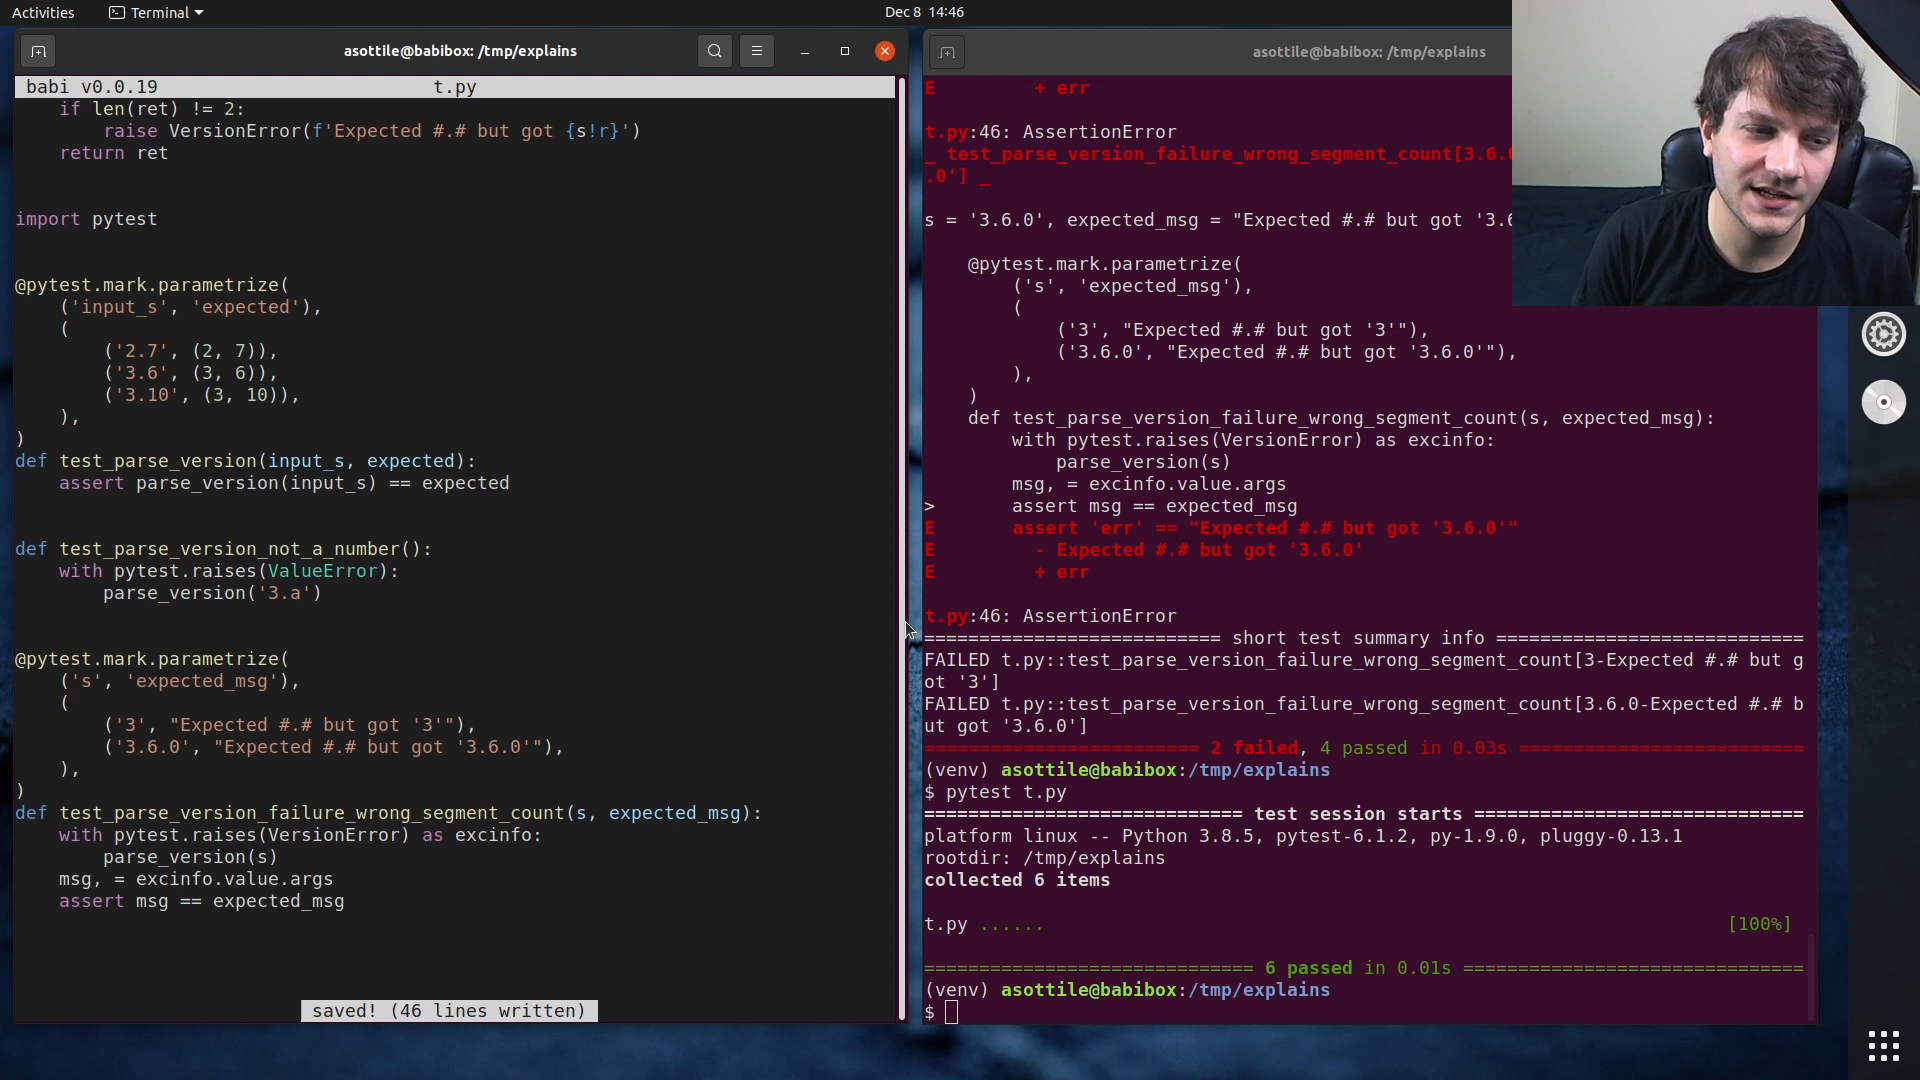 Activities
Terminal
Dec 8 14:46
asottile@babibox: /tmp/explains
babi v0.0.19 t.py
    if len(ret) != 2:
        raise VersionError(f'Expected #.# but got {s!r}')
    return ret
import pytest
@pytest.mark.parametrize(
    ('input_s', 'expected'),
    (
        ('2.7', (2, 7)),
        ('3.6', (3, 6)),
        ('3.10', (3, 10)),
    ),
)
def test_parse_version(input_s, expected):
    assert parse_version(input_s) == expected
def test_parse_version_not_a_number():
    with pytest.raises(ValueError):
        parse_version('3.a')
@pytest.mark.parametrize(
    ('s', 'expected_msg'),
    (
        ('3', "Expected #.# but got '3'"),
        ('3.6.0', "Expected #.# but got '3.6.0'"),
    ),
)
def test_parse_version_failure_wrong_segment_count(s, expected_msg):
    with pytest.raises(VersionError) as excinfo:
        parse_version(s)
    msg, = excinfo.value.args
    assert msg == expected_msg
saved! (46 lines written)
asottile@babibox: /tmp/explains
E         + err
t.py:46: AssertionError
_ test_parse_version_failure_wrong_segment_count[3.6.0
.0'] _
s = '3.6.0', expected_msg = "Expected #.# but got '3.6
    @pytest.mark.parametrize(
        ('s', 'expected_msg'),
        (
            ('3', "Expected #.# but got '3'"),
            ('3.6.0', "Expected #.# but got '3.6.0'"),
        ),
    )
    def test_parse_version_failure_wrong_segment_count(s, expected_msg):
        with pytest.raises(VersionError) as excinfo:
            parse_version(s)
        msg, = excinfo.value.args
>       assert msg == expected_msg
E       assert 'err' == "Expected #.# but got '3.6.0'"
E         - Expected #.# but got '3.6.0'
E         + err
t.py:46: AssertionError
=========================== short test summary info ============================
FAILED t.py::test_parse_version_failure_wrong_segment_count[3-Expected #.# but g
ot '3']
FAILED t.py::test_parse_version_failure_wrong_segment_count[3.6.0-Expected #.# b
ut got '3.6.0']
========================= 2 failed, 4 passed in 0.03s ==========================
(venv) asottile@babibox:/tmp/explains
$ pytest t.py
============================= test session starts ==============================
platform linux -- Python 3.8.5, pytest-6.1.2, py-1.9.0, pluggy-0.13.1
rootdir: /tmp/explains
collected 6 items
t.py ...... [100%]
============================== 6 passed in 0.01s ===============================
(venv) asottile@babibox:/tmp/explains
$